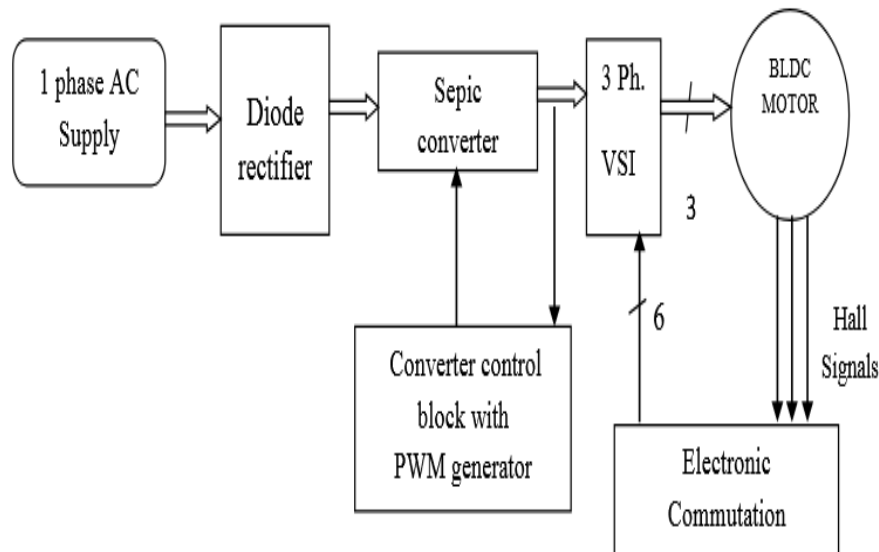 1 phase AC
Supply
Diode
rectifier
Sepic
converter
3 Ph.
VSI
BLDC
MOTOR
3
6
Hall
Signals
Converter control
block with
PWM generator
Electronic
Commutation